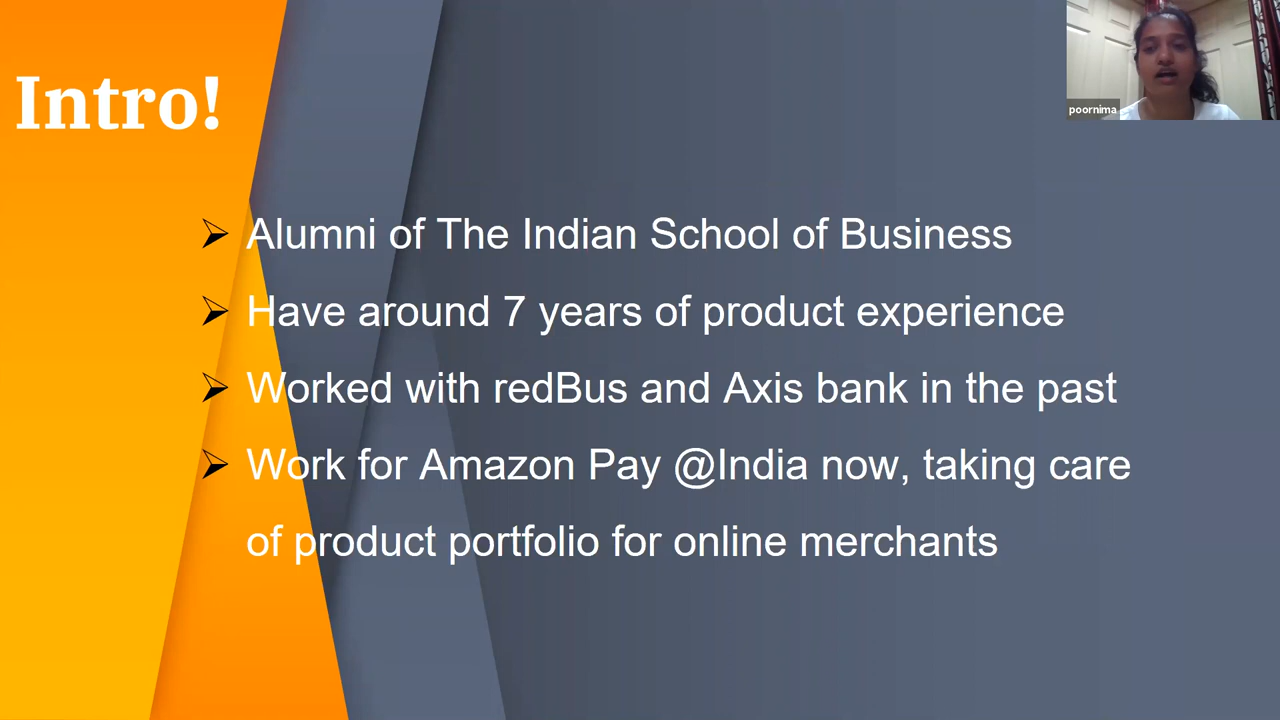 Intro!
poornima
Alumni of The Indian School of Business
Have around 7 years of product experience
Worked with redBus and Axis bank in the past
Work for Amazon Pay @India now, taking care
of product portfolio for online merchants